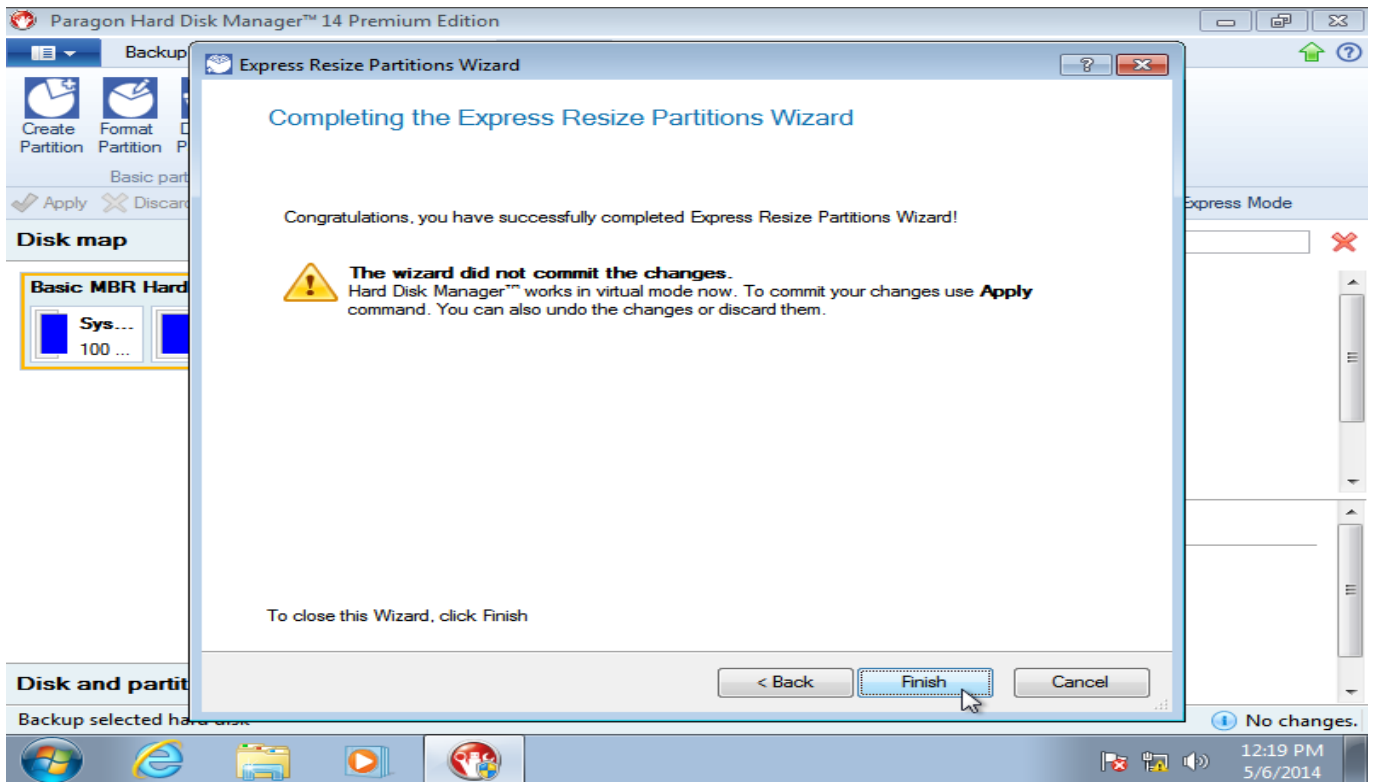 Paragon Hard Disk Manager™ 14 Premium Edition
Backup
Express Resize Partitions Wizard
Create
Partition
Format
Partition
Basic part
Apply Discard
Express Mode
Disk map
Basic MBR Hard
Sys...
100 ...
Completing the Express Resize Partitions Wizard
Congratulations, you have successfully completed Express Resize Partitions Wizard!
The wizard did not commit the changes.
Hard Disk Manager™ works in virtual mode now. To commit your changes use Apply
command. You can also undo the changes or discard them.
To close this Wizard, click Finish
< Back Finish Cancel
Disk and partit
Backup selected hard disk
No changes.
12:19 PM
5/6/2014